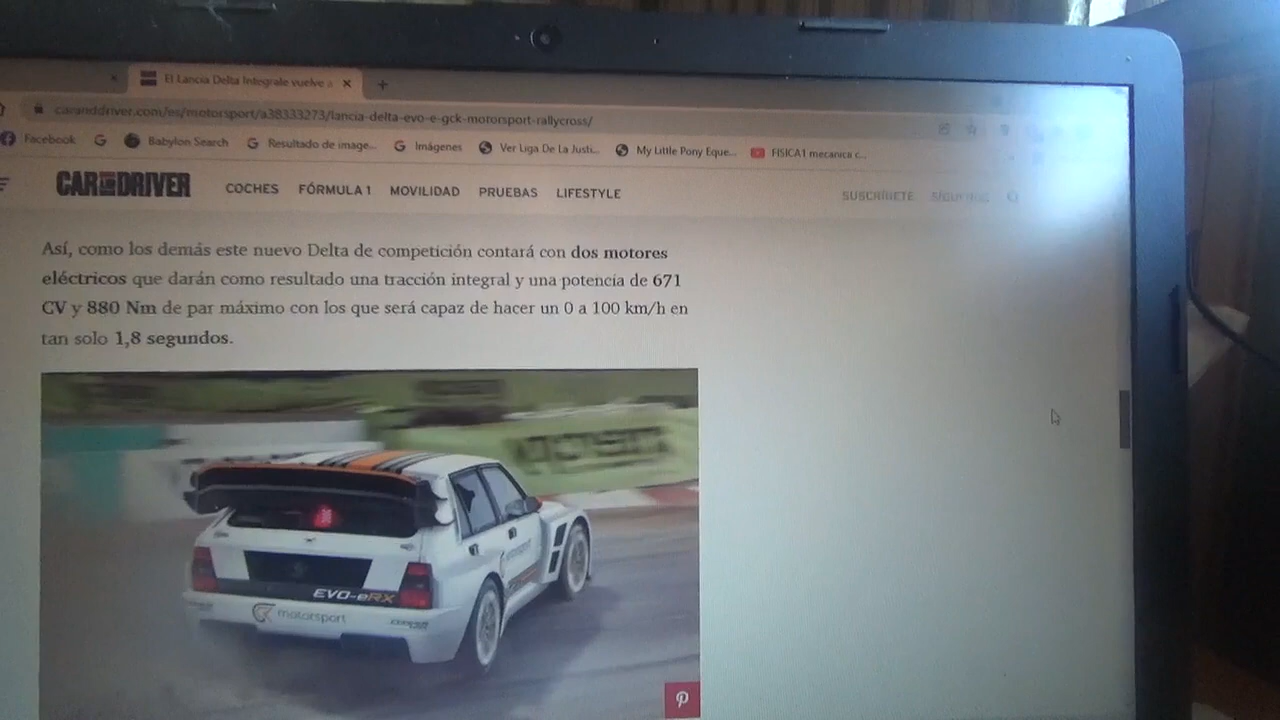 El Lancia Delta Integrale vuelve a
caranddriver.com/es/motorsport/a38333273/lancia-delta-evo-e-gck-motorsport-rallycross/
Facebook
Babylon Search
Resultado de image...
Imágenes
Ver Liga De La Justi...
My Little Pony Eque...
FISICA1 mecanica c...
CAR AND DRIVER
COCHES
FÓRMULA 1
MOVILIDAD
PRUEBAS
LIFESTYLE
SUSCRÍBETE
Así, como los demás este nuevo Delta de competición contará con dos motores
eléctricos que darán como resultado una tracción integral y una potencia de 671
CV y 880 Nm de par máximo con los que será capaz de hacer un 0 a 100 km/h en
tan solo 1,8 segundos.
EVO-eRX
motorsport